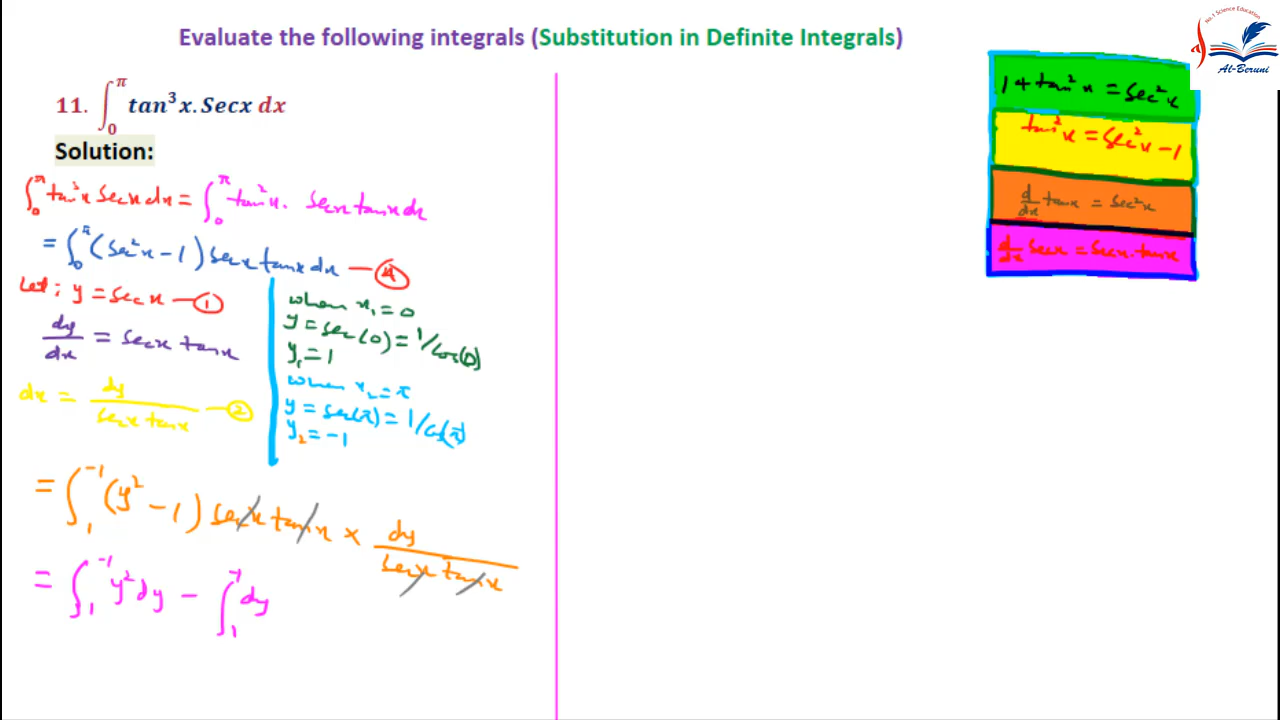 Evaluate the following integrals (Substitution in Definite Integrals)
No.1 Science Education
Al-Beruni
11. ∫₀^π tan³x.Secx dx
Solution:
∫₀^π tan³x secx dx = ∫₀^π tan²x . secx tanx dx
= ∫₀^π (sec²x − 1) secx tanx dx — ④
Let; y = sec x — ①
dy/dx = secx tanx
dx = dy/(secx tanx) — ②
when x₁ = 0
y = sec(0) = 1/cos(0)
y₁ = 1
when x₂ = π
y = sec(π) = 1/cos(π)
y₂ = −1
= ∫₁^−1 (y² − 1) secx tanx × dy/(secx tanx)
= ∫₁^−1 y² dy − ∫₁^−1 dy
1 + tan²x = sec²x
tan²x = sec²x − 1
d/dx tanx = sec²x
d/dx secx = secx . tanx